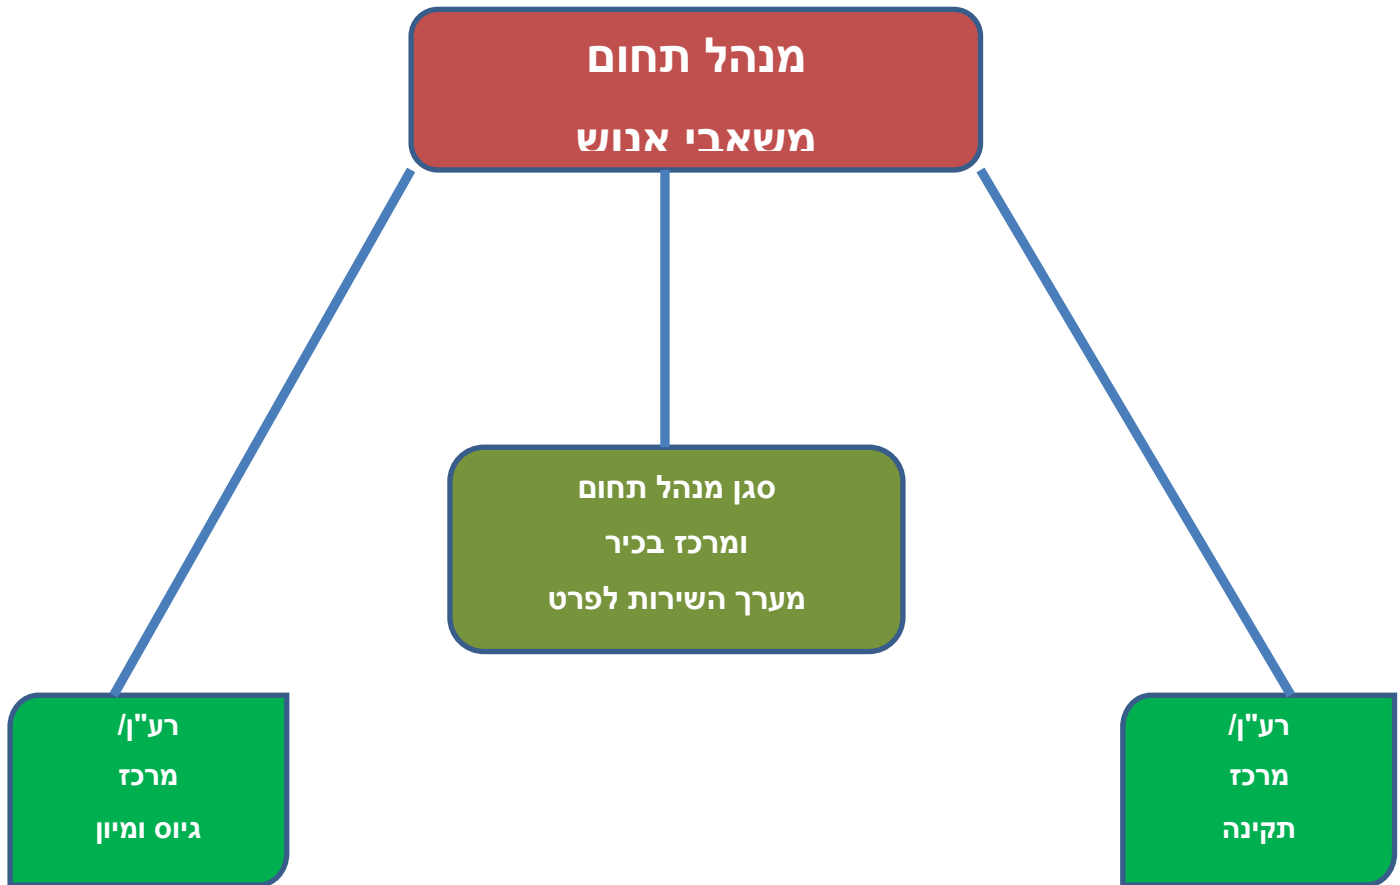 מנהל תחום
משאבי אנוש
סגן מנהל תחום
ומרכז בכיר
מערך השירות לפרט
רע"ן/
מרכז
תקינה
רע"ן/
מרכז
גיוס ומיון